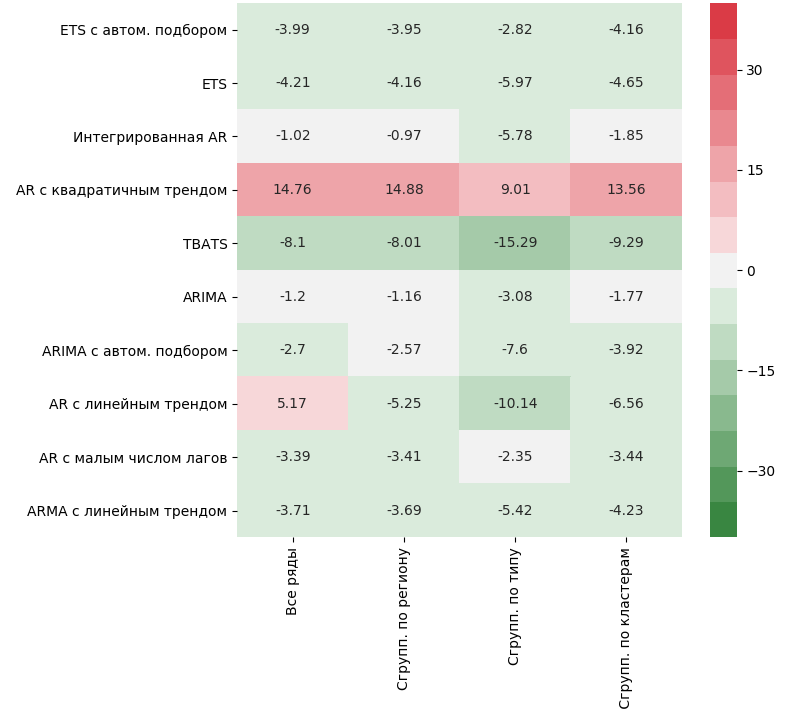 ETS с автом. подбором -3.99 -3.95 -2.82 -4.16
ETS -4.21 -4.16 -5.97 -4.65
Интегрированная AR -1.02 -0.97 -5.78 -1.85
AR с квадратичным трендом 14.76 14.88 9.01 13.56
TBATS -8.1 -8.01 -15.29 -9.29
ARIMA -1.2 -1.16 -3.08 -1.77
ARIMA с автом. подбором -2.7 -2.57 -7.6 -3.92
AR с линейным трендом 5.17 -5.25 -10.14 -6.56
AR с малым числом лагов -3.39 -3.41 -2.35 -3.44
ARMA с линейным трендом -3.71 -3.69 -5.42 -4.23
Все ряды
Сгрупп. по региону
Сгрупп. по типу
Сгрупп. по кластерам
30
15
0
−15
−30